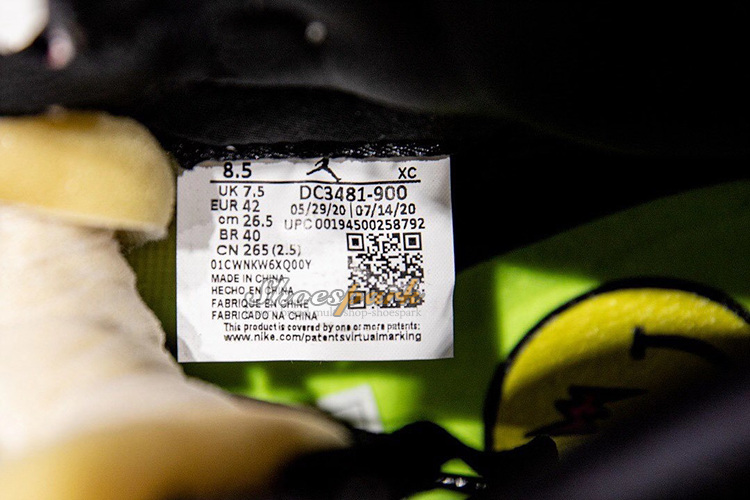 8.5 XC
UK 7.5 DC3481-900
EUR 42 05/29/20 | 07/14/20
cm 26.5 UPC 00194500258792
BR 40
CN 265 (2.5)
01CWNKW6XQ00Y
MADE IN CHINA
HECHO EN CHINA
FABRIQUE EN CHINE
FABRICADO NA CHINA
Shoespark
This product is covered by one or more patents:
www.nike.com/patentsvirtualmarking